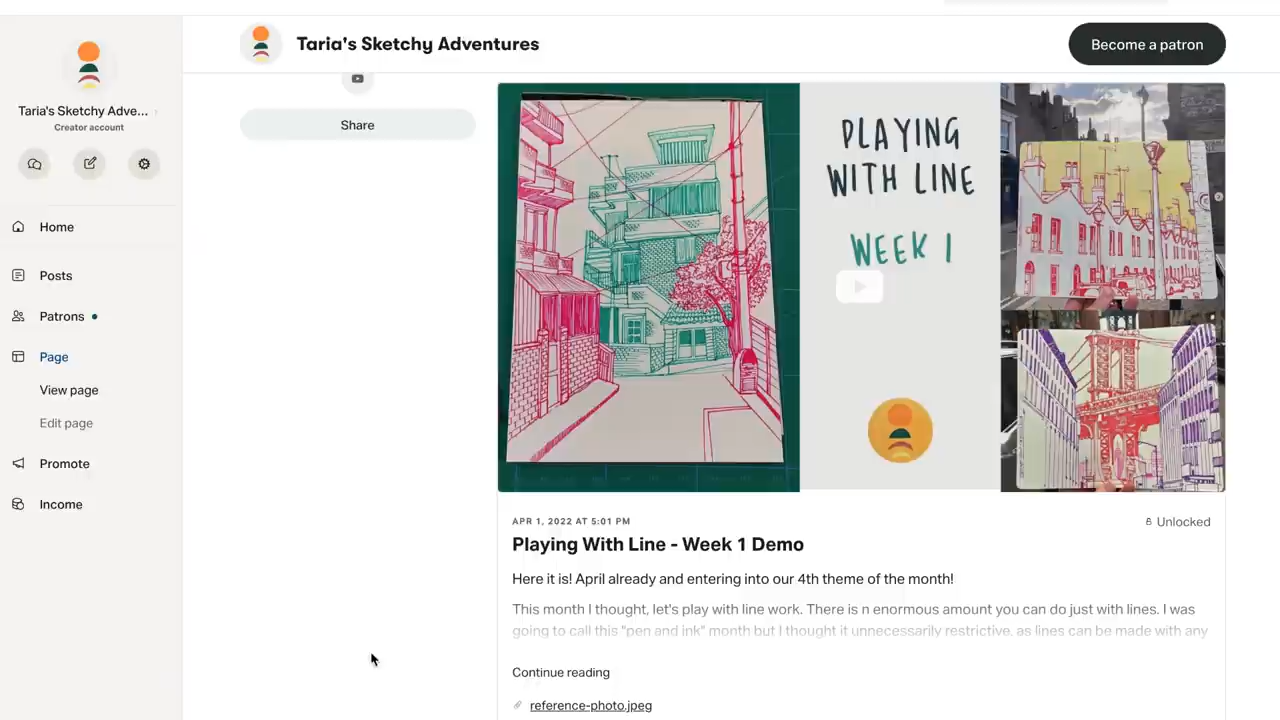 Taria's Sketchy Adventures
Become a patron
Taria's Sketchy Adve...
Creator account
Home
Posts
Patrons
Page
View page
Edit page
Promote
Income
Share
PLAYING
WITH LINE
WEEK 1
APR 1, 2022 AT 5:01 PM
Unlocked
Playing With Line - Week 1 Demo
Here it is! April already and entering into our 4th theme of the month!
This month I thought, let's play with line work. There is n enormous amount you can do just with lines. I was
going to call this "pen and ink" month but I thought it unnecessarily restrictive, as lines can be made with any
Continue reading
reference-photo.jpeg